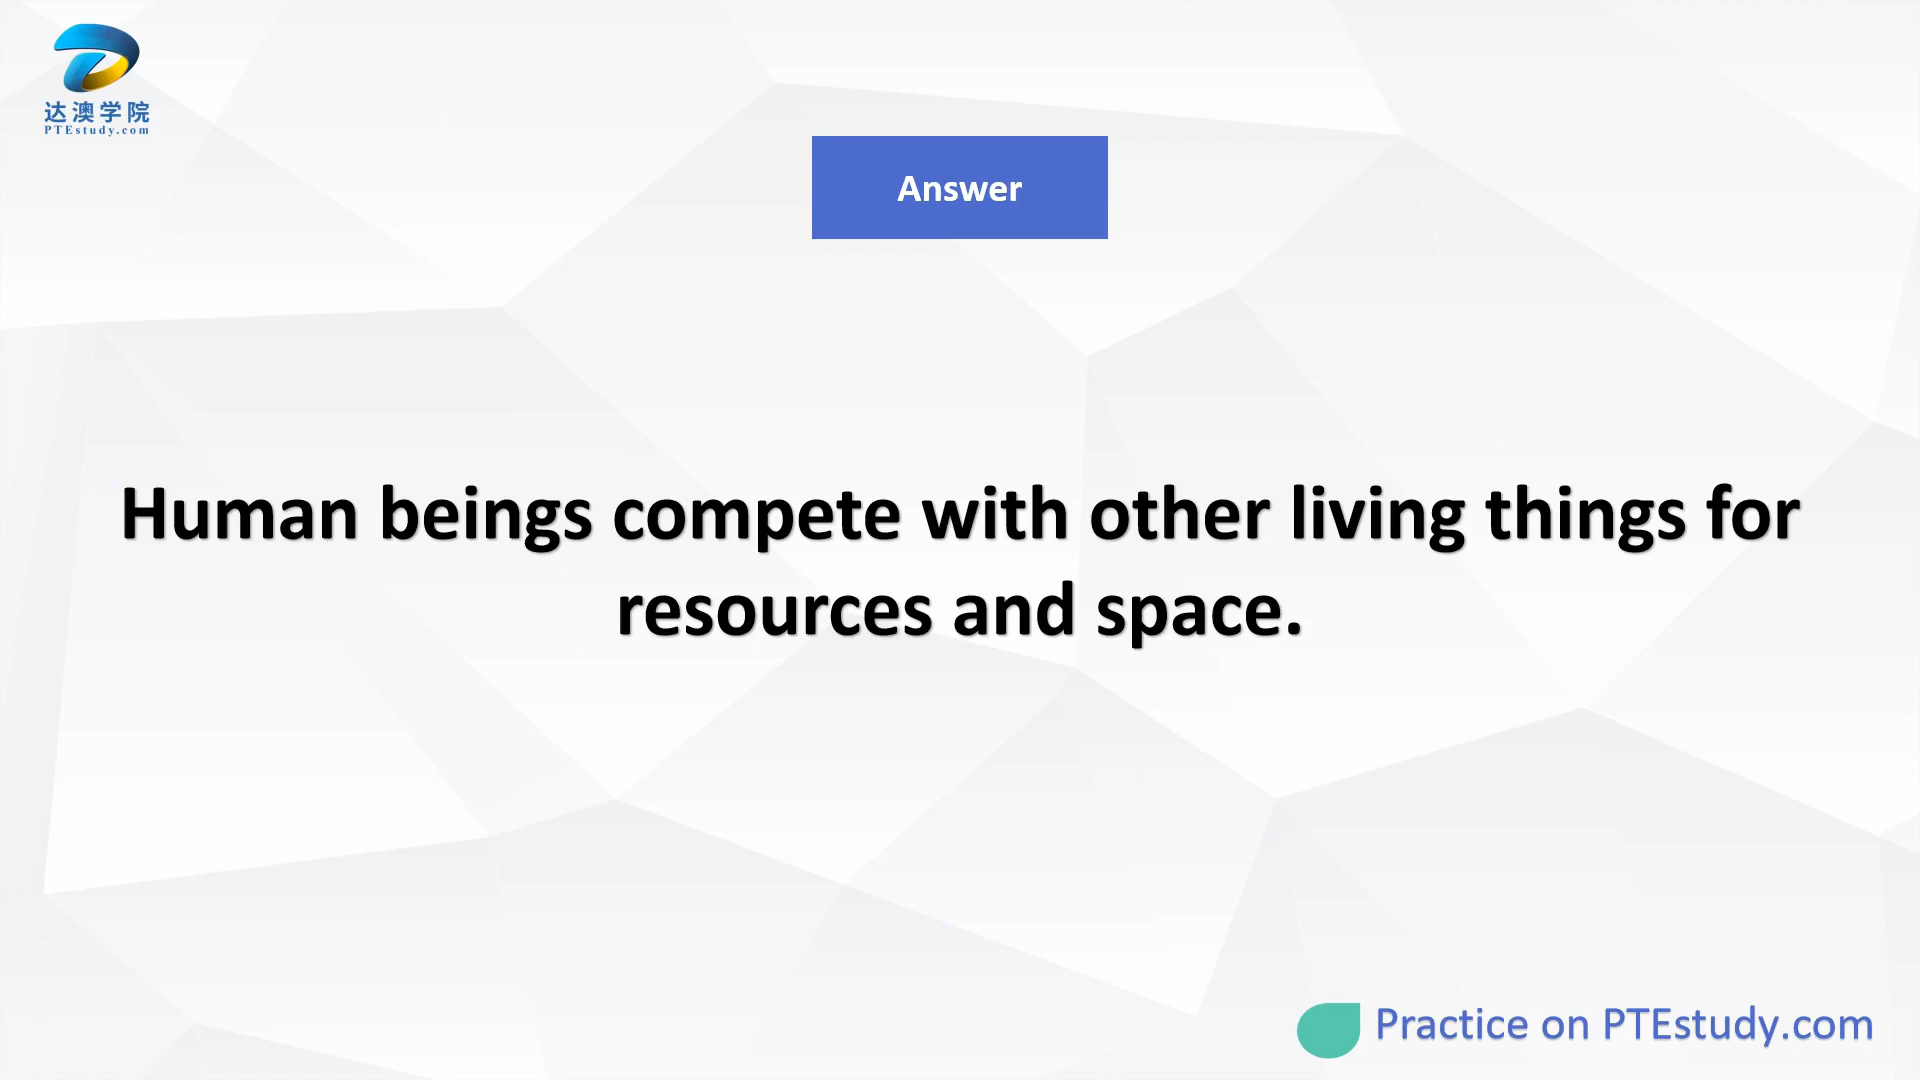 达澳学院
PTEstudy.com
Answer
Human beings compete with other living things for
resources and space.
Practice on PTEstudy.com